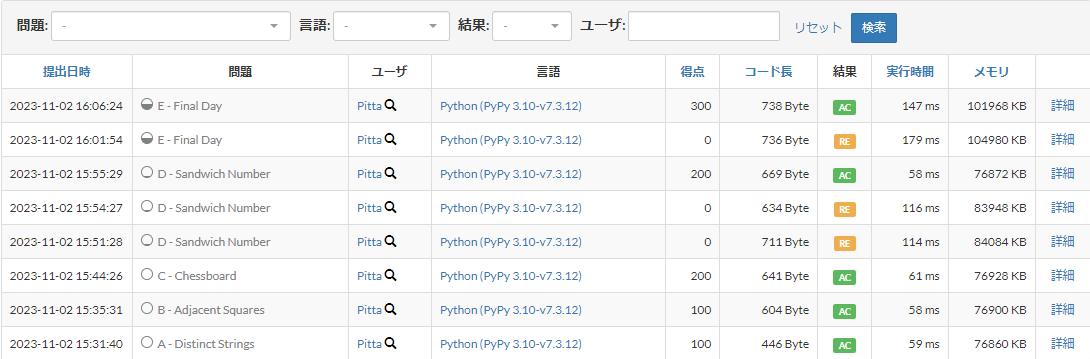 問題: - 言語: - 結果: - ユーザ: リセット 検索
提出日時 問題 ユーザ 言語 得点 コード長 結果 実行時間 メモリ
2023-11-02 16:06:24 E - Final Day Pitta Python (PyPy 3.10-v7.3.12) 300 738 Byte AC 147 ms 101968 KB 詳細
2023-11-02 16:01:54 E - Final Day Pitta Python (PyPy 3.10-v7.3.12) 0 736 Byte RE 179 ms 104980 KB 詳細
2023-11-02 15:55:29 D - Sandwich Number Pitta Python (PyPy 3.10-v7.3.12) 200 669 Byte AC 58 ms 76872 KB 詳細
2023-11-02 15:54:27 D - Sandwich Number Pitta Python (PyPy 3.10-v7.3.12) 0 634 Byte RE 116 ms 83948 KB 詳細
2023-11-02 15:51:28 D - Sandwich Number Pitta Python (PyPy 3.10-v7.3.12) 0 711 Byte RE 114 ms 84084 KB 詳細
2023-11-02 15:44:26 C - Chessboard Pitta Python (PyPy 3.10-v7.3.12) 200 641 Byte AC 61 ms 76928 KB 詳細
2023-11-02 15:35:31 B - Adjacent Squares Pitta Python (PyPy 3.10-v7.3.12) 100 604 Byte AC 58 ms 76900 KB 詳細
2023-11-02 15:31:40 A - Distinct Strings Pitta Python (PyPy 3.10-v7.3.12) 100 446 Byte AC 59 ms 76860 KB 詳細